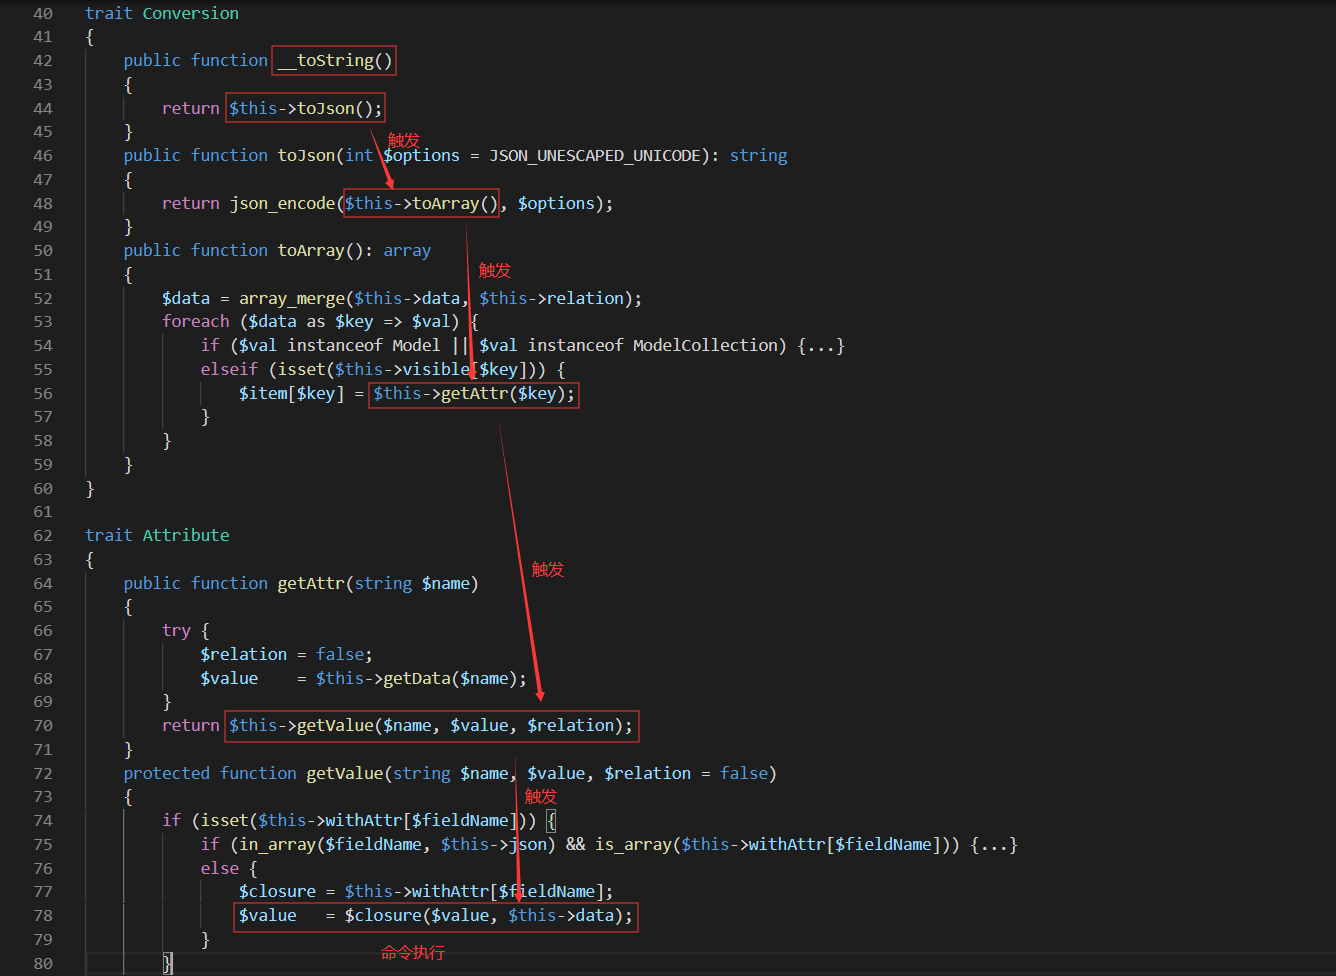 40 trait Conversion
41 {
42 public function __toString()
43 {
44 return $this->toJson();
触发
45 }
46 public function toJson(int $options = JSON_UNESCAPED_UNICODE): string
47 {
48 return json_encode($this->toArray(), $options);
49 }
50 public function toArray(): array
触发
51 {
52 $data = array_merge($this->data, $this->relation);
53 foreach ($data as $key => $val) {
54 if ($val instanceof Model || $val instanceof ModelCollection) {...}
55 elseif (isset($this->visible[$key])) {
56 $item[$key] = $this->getAttr($key);
57 }
58 }
59 }
60 }
61
62 trait Attribute
63 {
触发
64 public function getAttr(string $name)
65 {
66 try {
67 $relation = false;
68 $value = $this->getData($name);
69 }
70 return $this->getValue($name, $value, $relation);
71 }
72 protected function getValue(string $name, $value, $relation = false)
73 {
触发
74 if (isset($this->withAttr[$fieldName])) {
75 if (in_array($fieldName, $this->json) && is_array($this->withAttr[$fieldName])) {...}
76 else {
77 $closure = $this->withAttr[$fieldName];
78 $value = $closure($value, $this->data);
79 }
命令执行
80 }